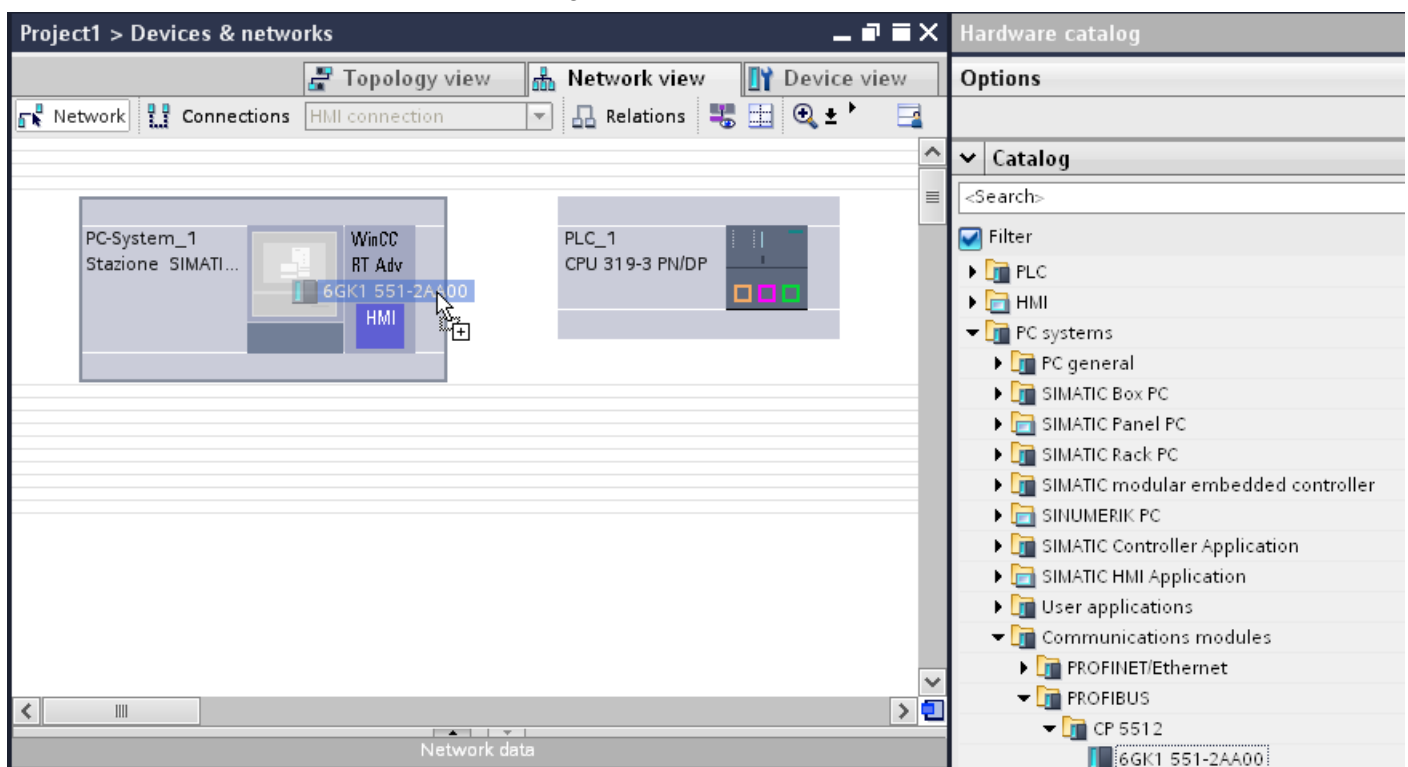 Project1 > Devices & networks
Topology view
Network view
Device view
Network
Connections
HMI connection
Relations
PC-System_1
Stazione SIMATI...
WinCC
RT Adv
6GK1 551-2AA00
HMI
PLC_1
CPU 319-3 PN/DP
Network data
Hardware catalog
Options
Catalog
<Search>
Filter
PLC
HMI
PC systems
PC general
SIMATIC Box PC
SIMATIC Panel PC
SIMATIC Rack PC
SIMATIC modular embedded controller
SINUMERIK PC
SIMATIC Controller Application
SIMATIC HMI Application
User applications
Communications modules
PROFINET/Ethernet
PROFIBUS
CP 5512
6GK1 551-2AA00